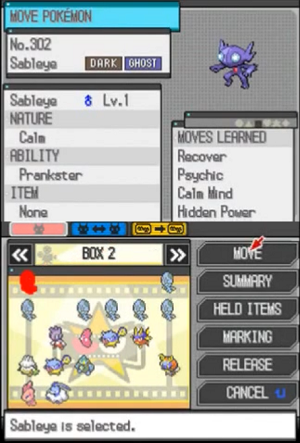 MOVE POKéMON
No.302
Sableye DARK GHOST
Sableye ♂ Lv.1
NATURE
Calm
ABILITY
Prankster
ITEM
None
MOVES LEARNED
Recover
Psychic
Calm Mind
Hidden Power
BOX 2
MOVE
SUMMARY
HELD ITEMS
MARKING
RELEASE
CANCEL
Sableye is selected.